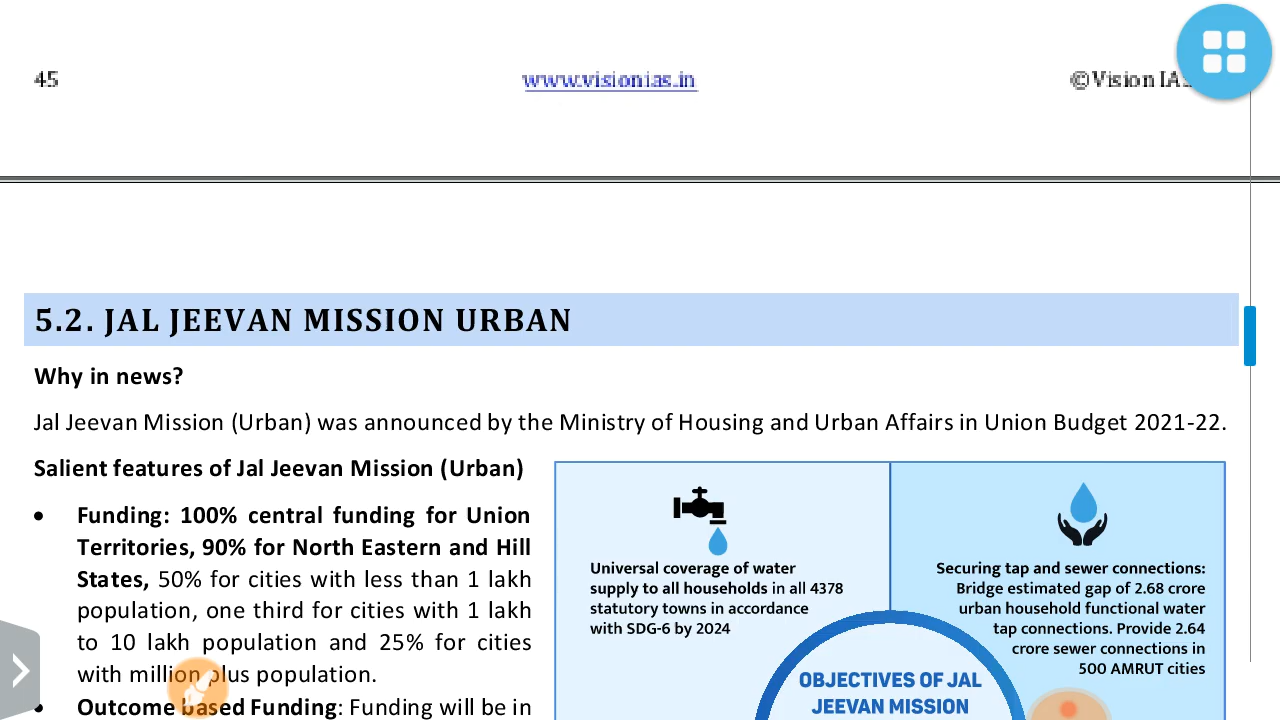 45
www.visionias.in
©Vision
5.2. JAL JEEVAN MISSION URBAN
Why in news?
Jal Jeevan Mission (Urban) was announced by the Ministry of Housing and Urban Affairs in Union Budget 2021-22.
Salient features of Jal Jeevan Mission (Urban)
• Funding: 100% central funding for Union
Territories, 90% for North Eastern and Hill
States, 50% for cities with less than 1 lakh
population, one third for cities with 1 lakh
to 10 lakh population and 25% for cities
with million plus population.
• Outcome based Funding: Funding will be in
Universal coverage of water
supply to all households in all 4378
statutory towns in accordance
with SDG-6 by 2024
Securing tap and sewer connections:
Bridge estimated gap of 2.68 crore
urban household functional water
tap connections. Provide 2.64
crore sewer connections in
500 AMRUT cities
OBJECTIVES OF JAL
JEEVAN MISSION